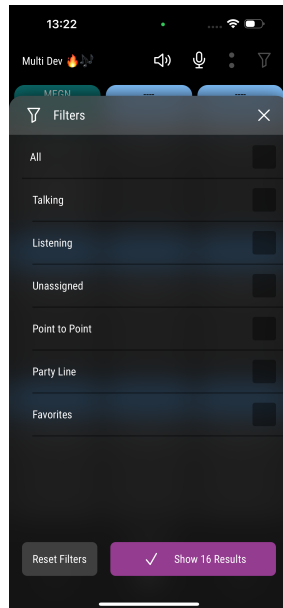 13:22
Multi Dev 🔥🎶
Filters
All
Talking
Listening
Unassigned
Point to Point
Party Line
Favorites
Reset Filters
Show 16 Results